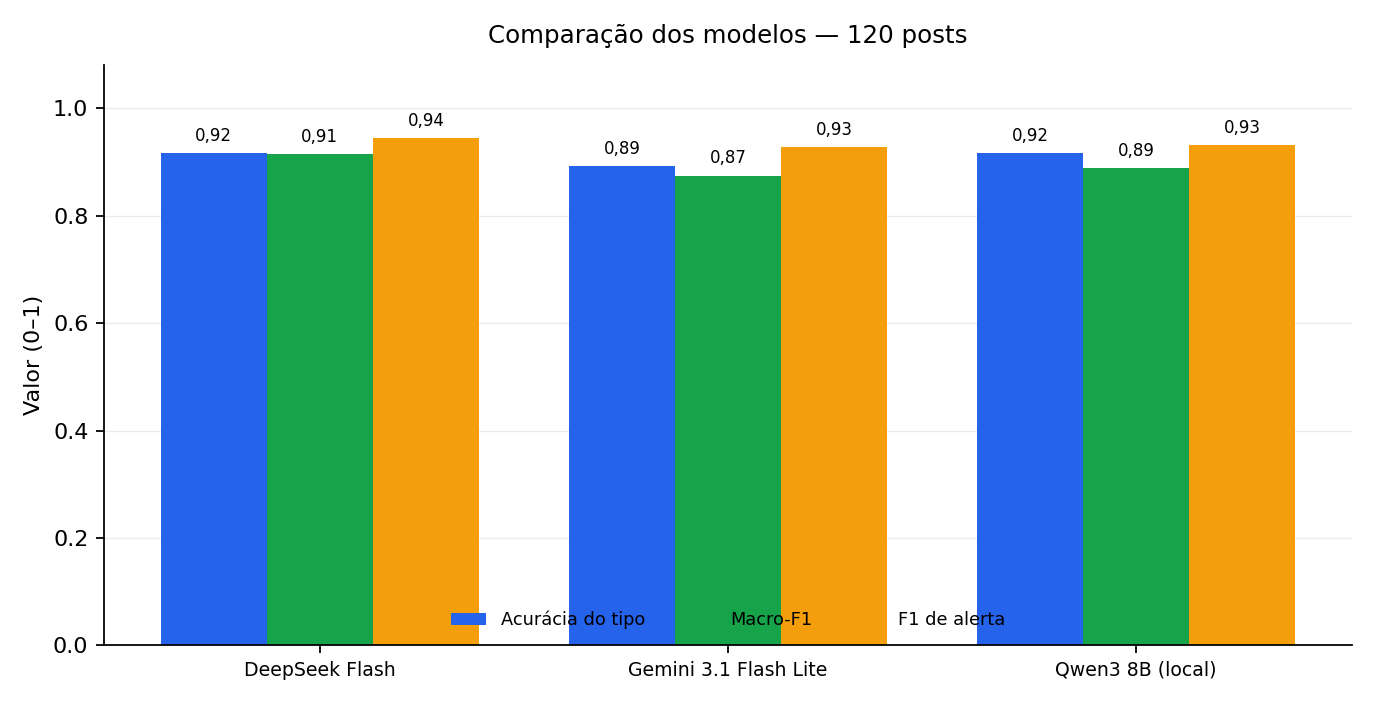 Comparação dos modelos — 120 posts
Valor (0–1)
1.0
0.8
0.6
0.4
0.2
0.0
0,92 0,91 0,94
0,89 0,87 0,93
0,92 0,89 0,93
Acurácia do tipo Macro-F1 F1 de alerta
DeepSeek Flash Gemini 3.1 Flash Lite Qwen3 8B (local)